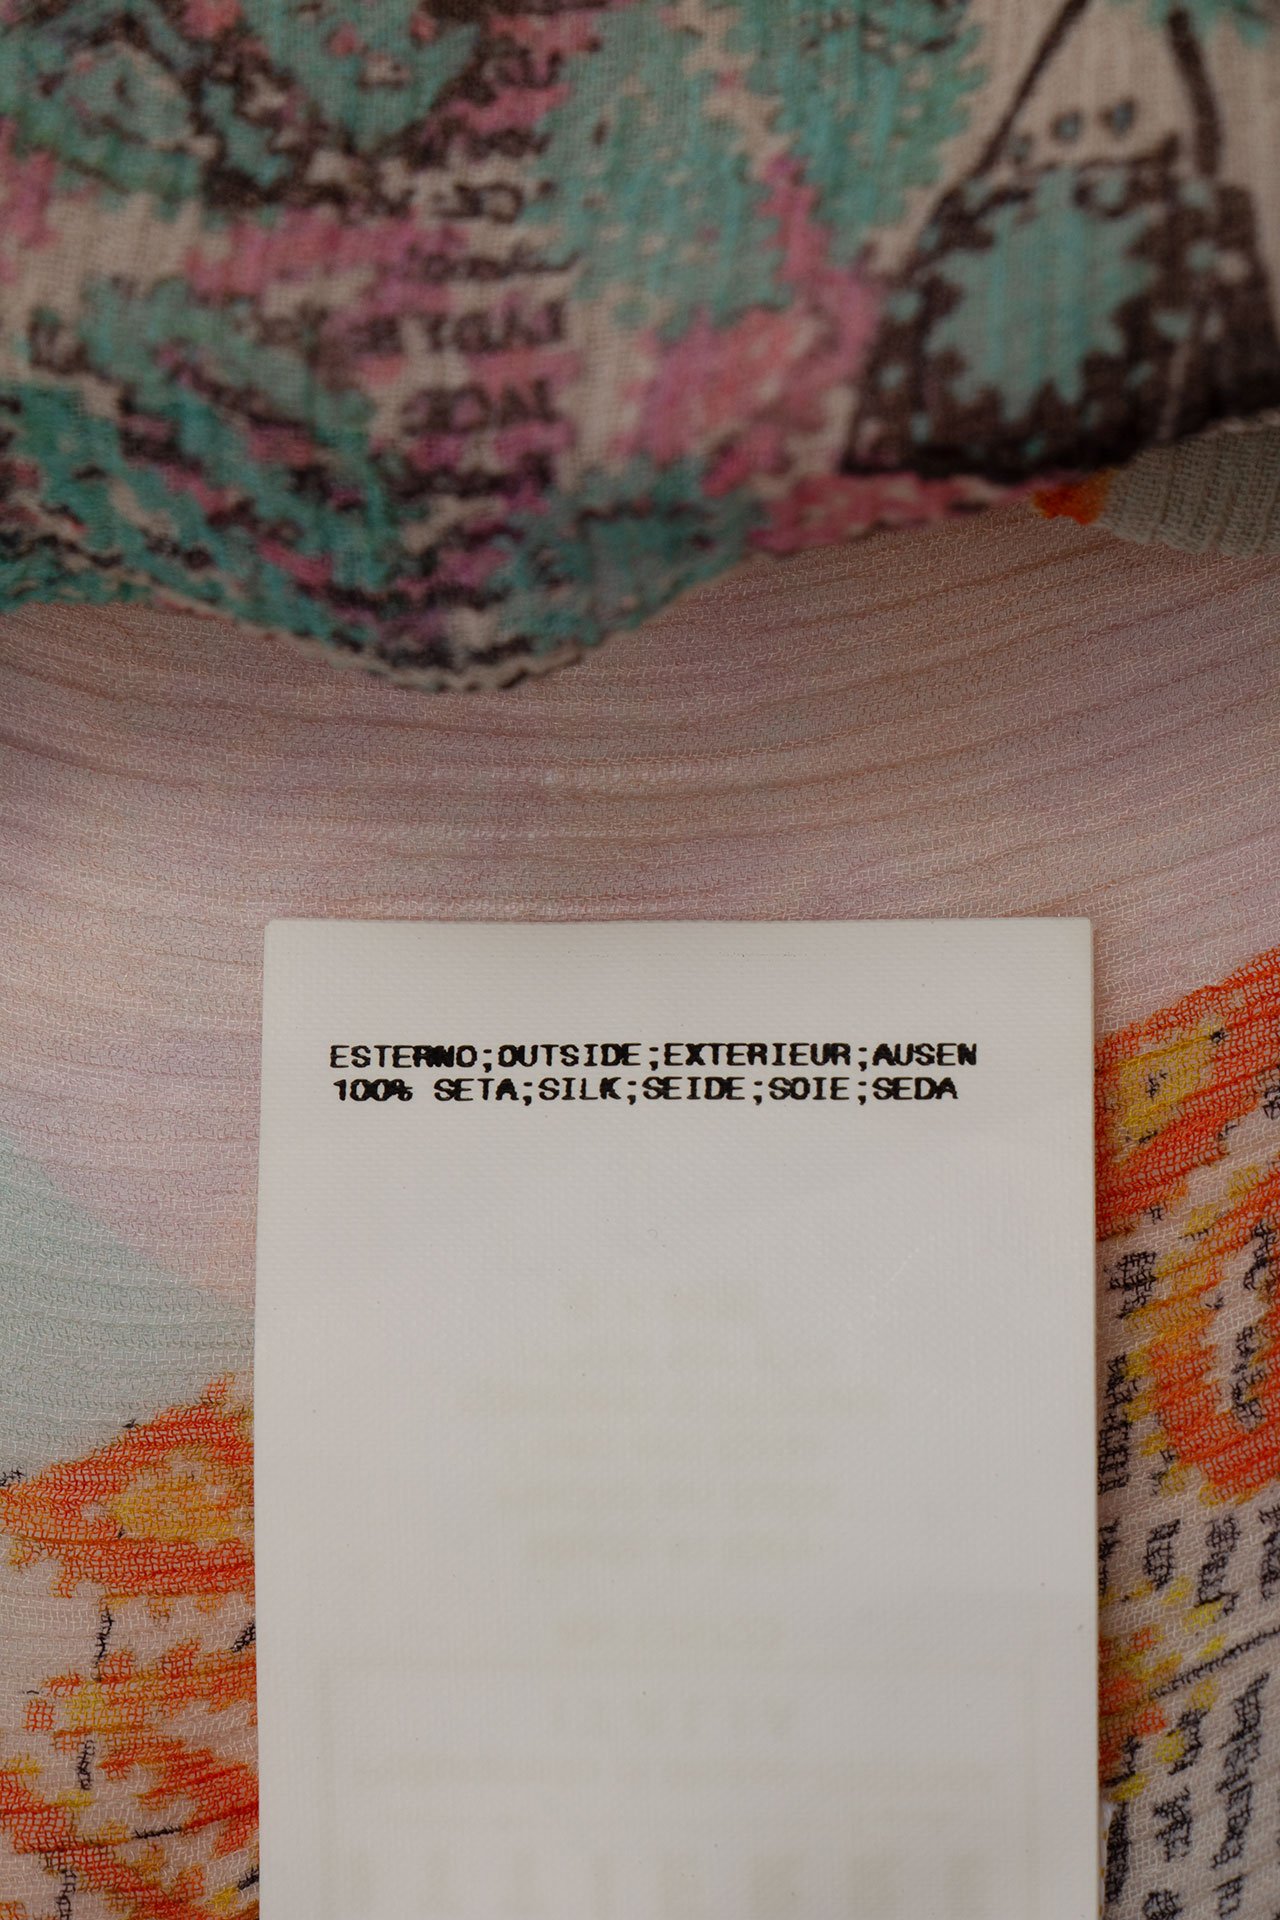 ESTERNO;OUTSIDE;EXTERIEUR;AUSEN
100% SETA;SILK;SEIDE;SOIE;SEDA